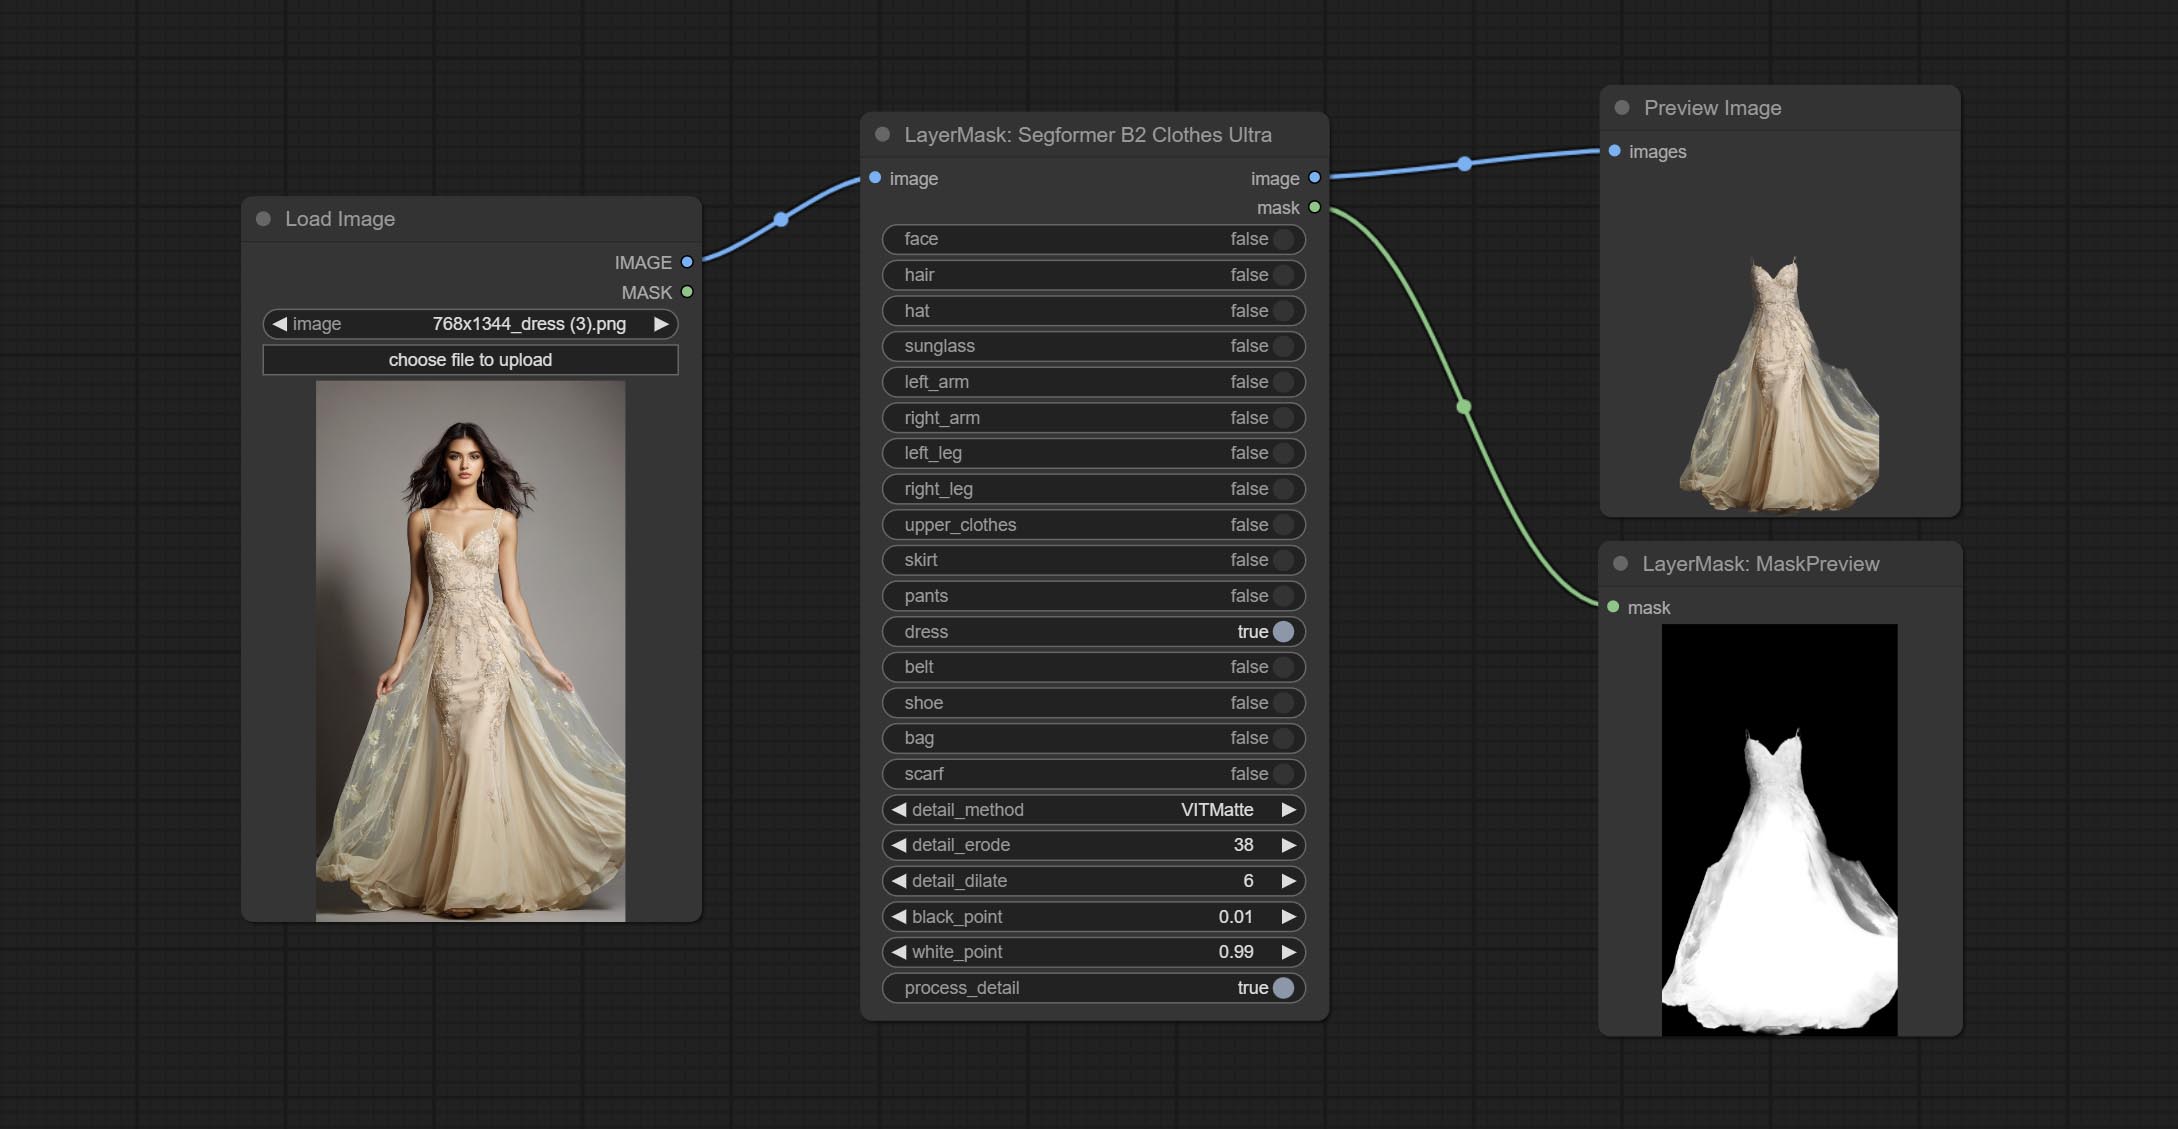 Load Image
IMAGE
MASK
image 768x1344_dress (3).png
choose file to upload
LayerMask: Segformer B2 Clothes Ultra
image image
mask
face false
hair false
hat false
sunglass false
left_arm false
right_arm false
left_leg false
right_leg false
upper_clothes false
skirt false
pants false
dress true
belt false
shoe false
bag false
scarf false
detail_method VITMatte
detail_erode 38
detail_dilate 6
black_point 0.01
white_point 0.99
process_detail true
Preview Image
images
LayerMask: MaskPreview
mask